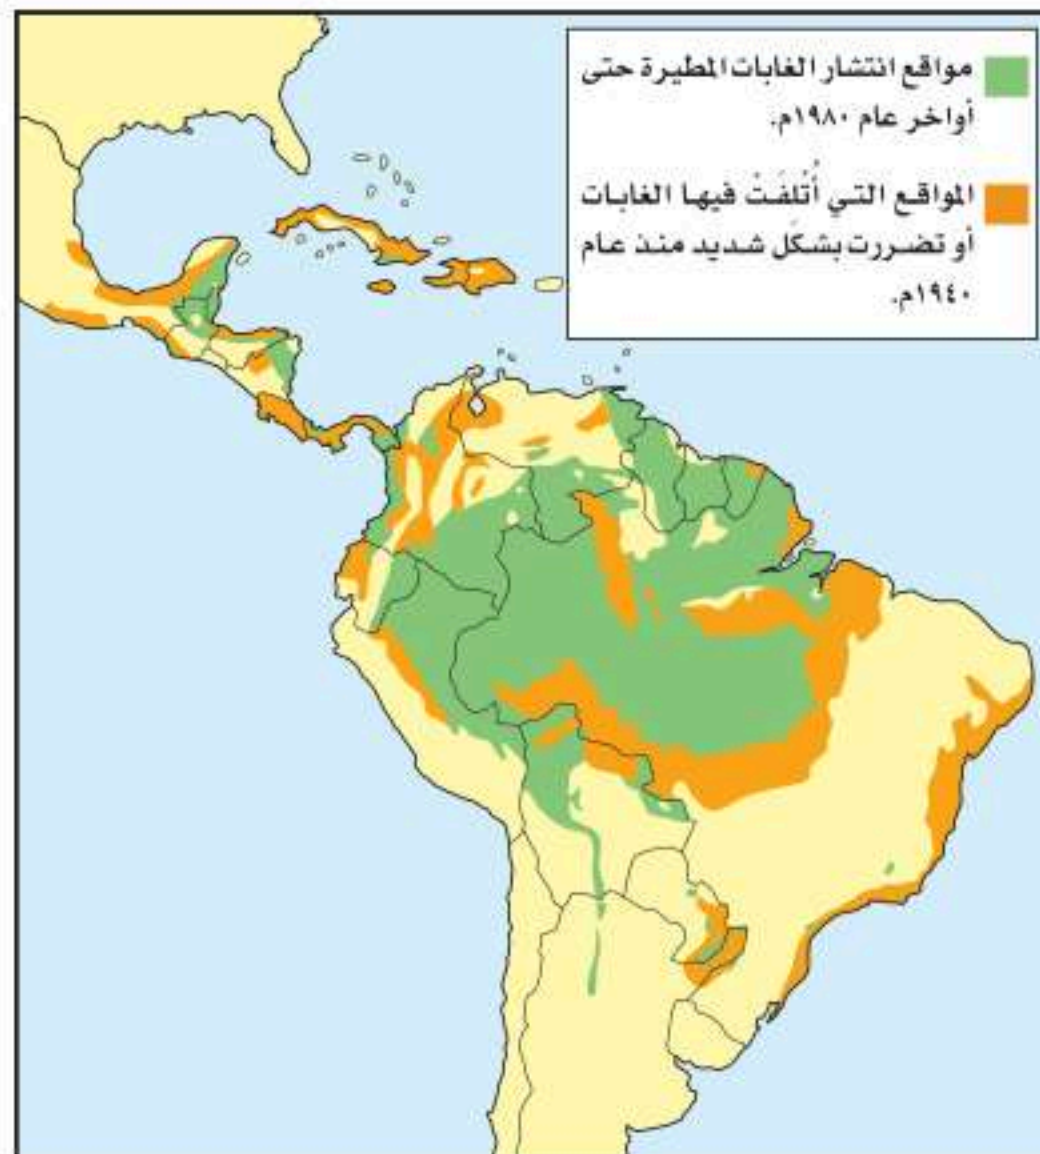 مواقع انتشار الغابات المطيرة حتى
أواخر عام ١٩٨٠م.
المواقع التي أُتْلفَتْ فيها الغابات
أو تضررت بشكل شديد منذ عام
١٩٤٠م.